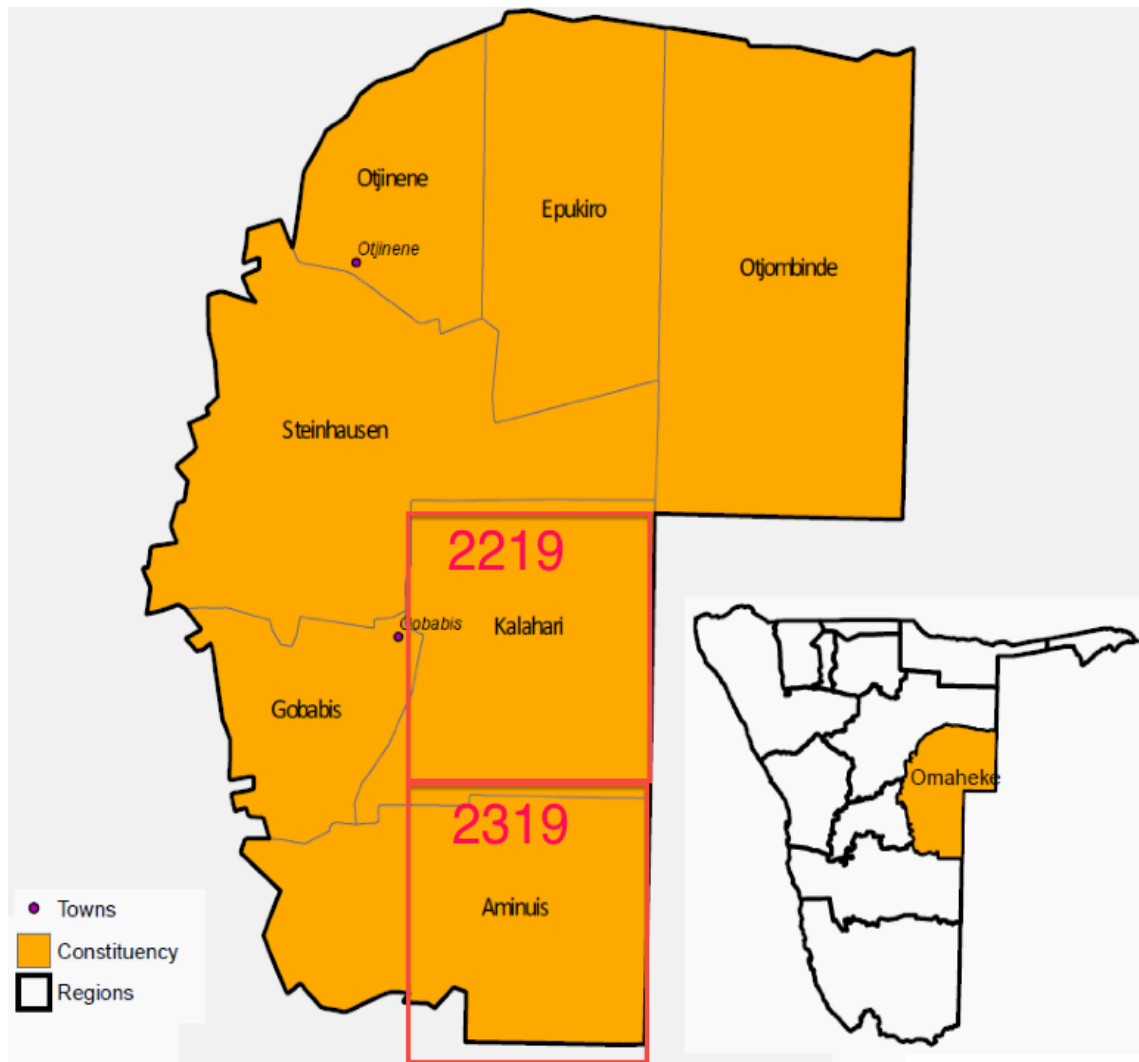 Otjinene
Epukiro
Otjinene
Otjombinde
Steinhausen
2219
Gobabis
Kalahari
Gobabis
Omaheke
2319
Aminuis
Towns
Constituency
Regions